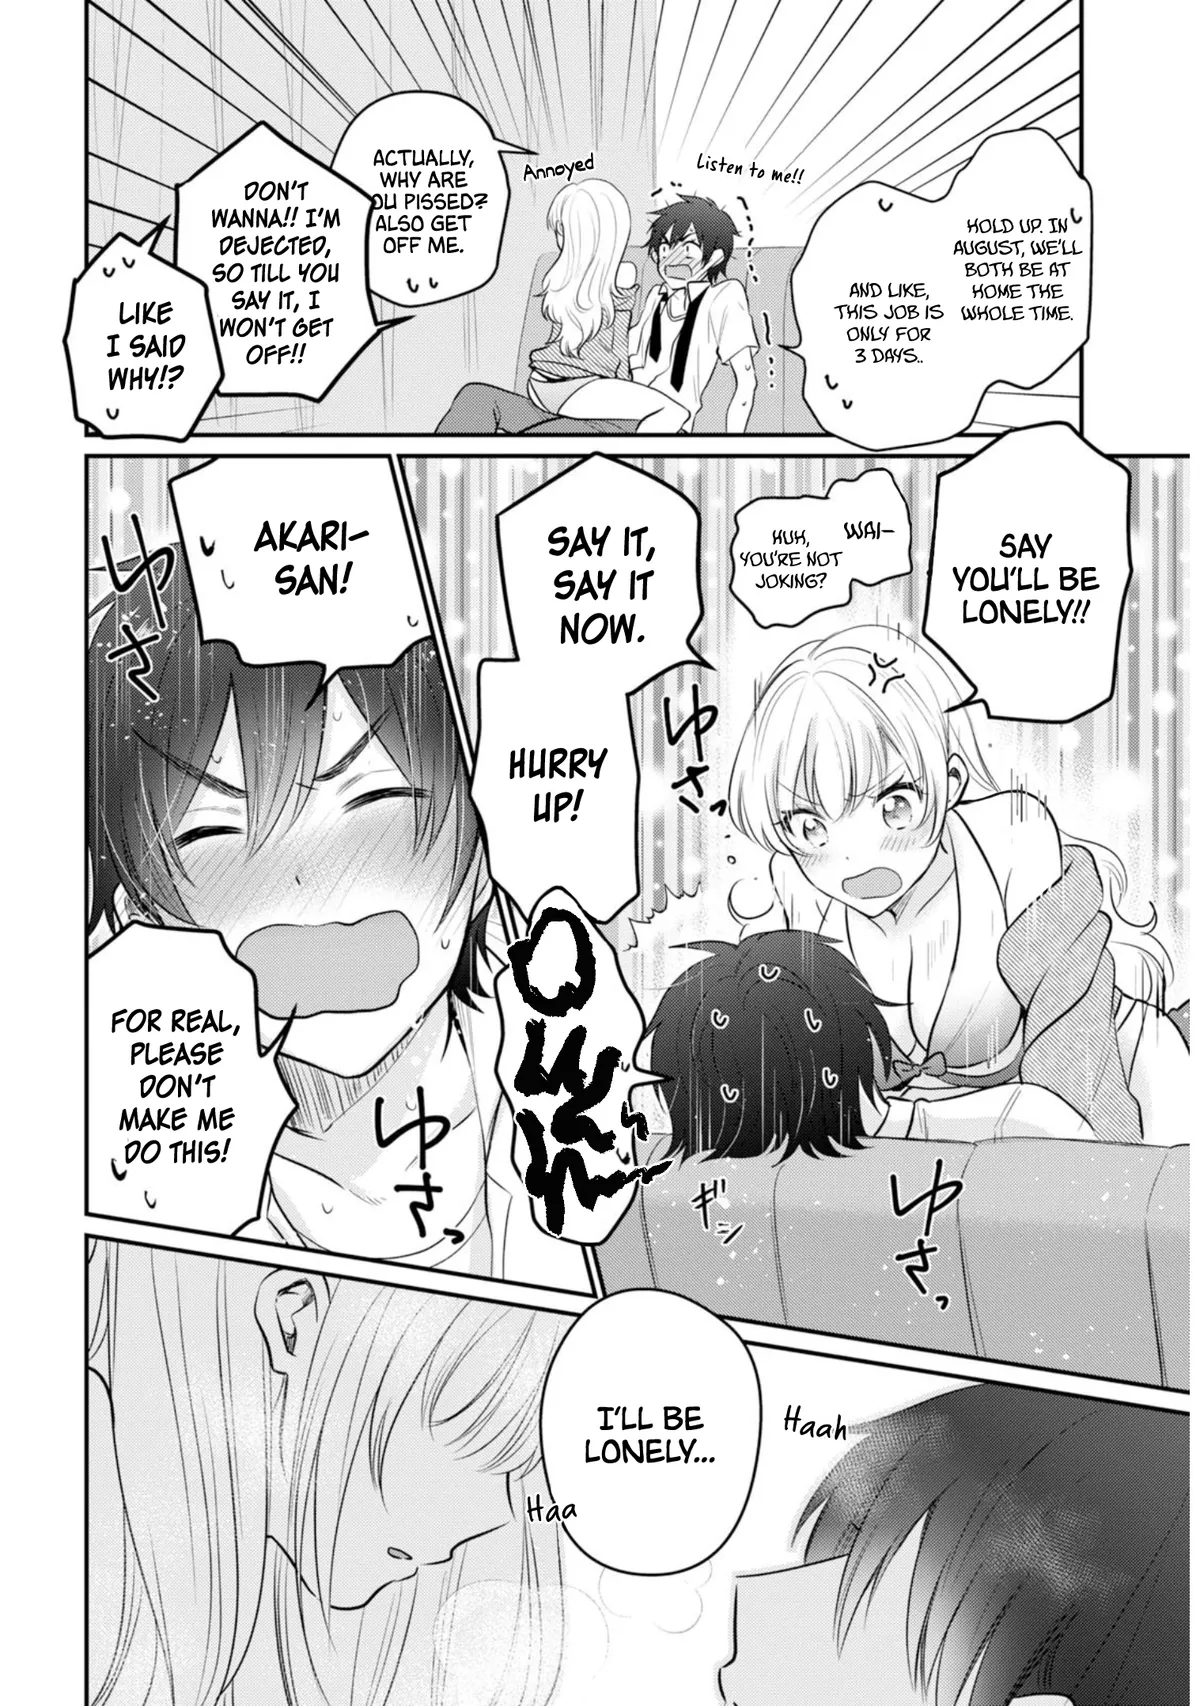 HOLD UP. IN
AUGUST, WE'LL
BOTH BE AT
HOME THE
WHOLE TIME.
AND LIKE,
THIS JOB IS
ONLY FOR
3 DAYS..
Listen to me!!
Annoyed
ACTUALLY,
WHY ARE
OU PISSED?
ALSO GET
OFF ME.
DON'T
WANNA!! I'M
DEJECTED,
SO TILL YOU
SAY IT, I
WON'T GET
OFF!!
LIKE
I SAID
WHY!?
SAY
YOU'LL BE
LONELY!!
WAI-
HUH,
YOU'RE NOT
JOKING?
SAY IT,
SAY IT
NOW.
HURRY
UP!
ゆさっ
OWEH
ギシ
ゆさっ
AKARI-
SAN!
ゆさっ
FOR REAL,
PLEASE
DON'T
MAKE ME
DO THIS!
ゆさっ
Haah
I'LL BE
LONELY...
Haa